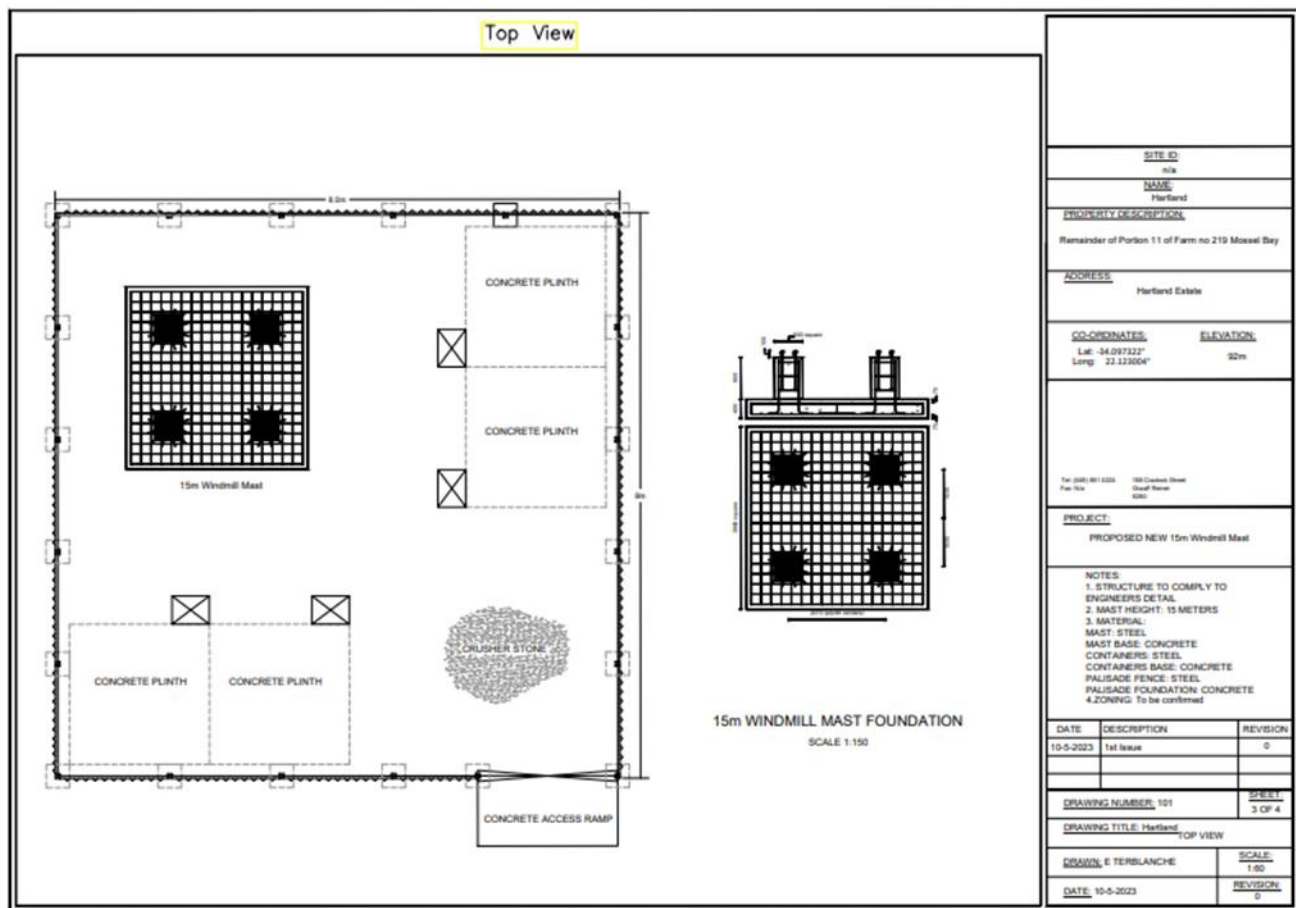 Top View
8.0m
CONCRETE PLINTH
CONCRETE PLINTH
15m Windmill Mast
8m
CONCRETE PLINTH
CONCRETE PLINTH
CRUSHER STONE
CONCRETE ACCESS RAMP
15m WINDMILL MAST FOUNDATION
SCALE 1:150
SITE ID:
n/a
NAME:
Hartland
PROPERTY DESCRIPTION:
Remainder of Portion 11 of Farm no 219 Mossel Bay
ADDRESS:
Hartland Estate
CO-ORDINATES:
ELEVATION:
Lat: -34.097322°
Long: 22.123004°
92m
PROJECT:
PROPOSED NEW 15m Windmill Mast
NOTES:
1. STRUCTURE TO COMPLY TO
ENGINEERS DETAIL
2. MAST HEIGHT: 15 METERS
3. MATERIAL:
MAST: STEEL
MAST BASE: CONCRETE
CONTAINERS: STEEL
CONTAINERS BASE: CONCRETE
PALISADE FENCE: STEEL
PALISADE FOUNDATION: CONCRETE
4.ZONING: To be confirmed
DATE DESCRIPTION REVISION
10-5-2023 1st Issue 0
DRAWING NUMBER: 101
SHEET:
3 OF 4
DRAWING TITLE: Hartland
TOP VIEW
DRAWN: E TERBLANCHE
SCALE:
1:60
DATE: 10-5-2023
REVISION:
0